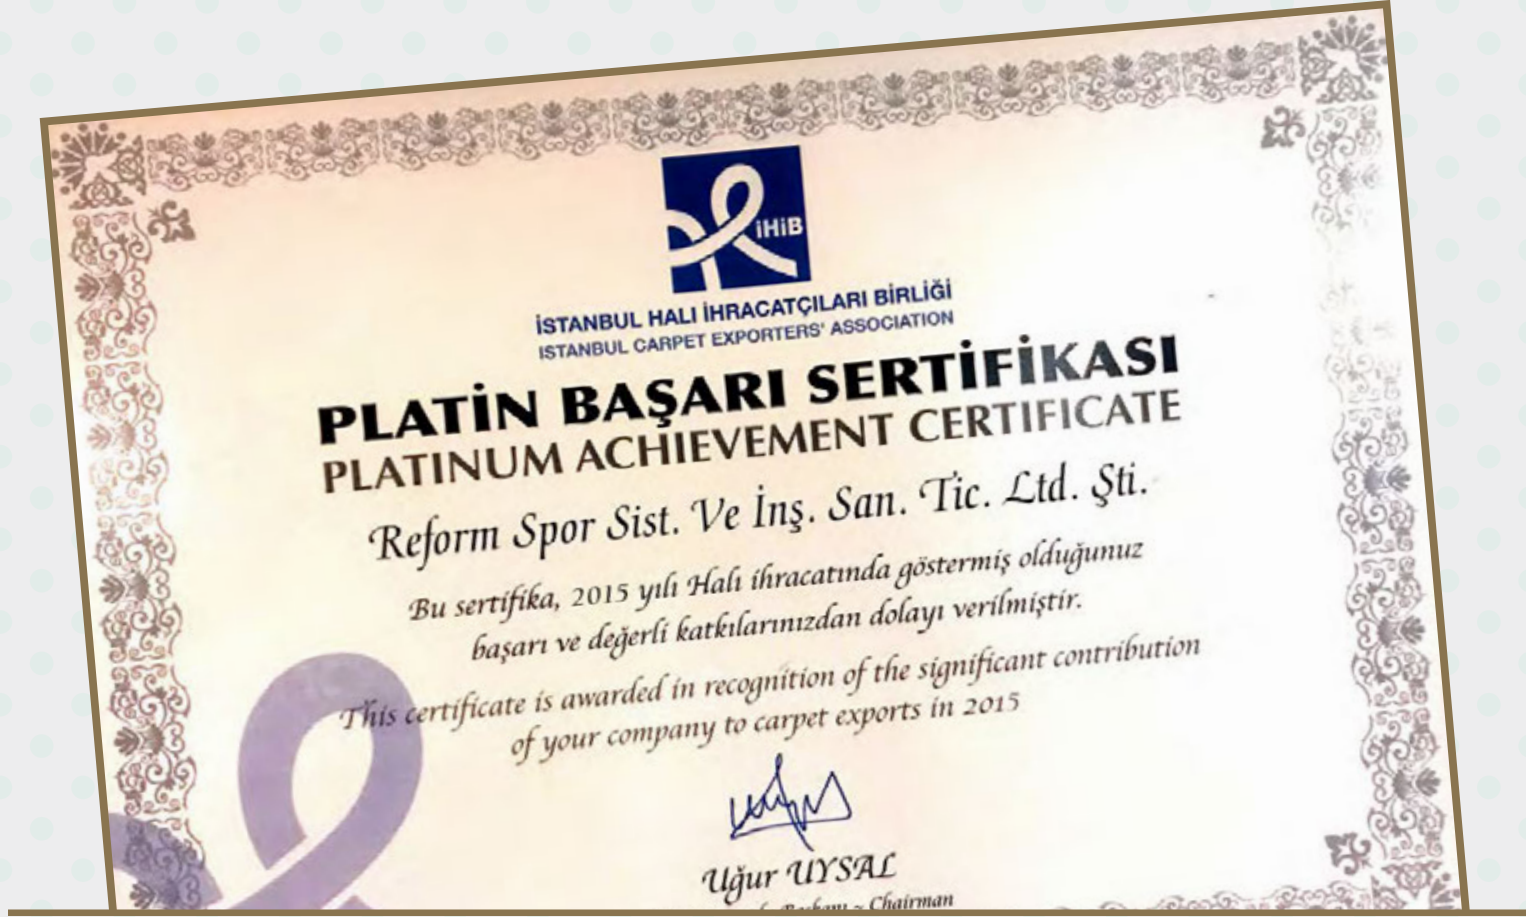 iHiB
İSTANBUL HALI İHRACATÇILARI BİRLİĞİ
ISTANBUL CARPET EXPORTERS' ASSOCIATION
PLATİN BAŞARI SERTİFİKASI
PLATINUM ACHIEVEMENT CERTIFICATE
Reform Spor Sist. Ve İnş. San. Tic. Ltd. Şti.
Bu sertifika, 2015 yılı Halı ihracatında göstermiş olduğunuz
başarı ve değerli katkılarınızdan dolayı verilmiştir.
This certificate is awarded in recognition of the significant contribution
of your company to carpet exports in 2015
Uğur UYSAL
~ Chairman